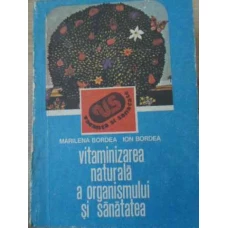 MARILENA BORDEA ION BORDEA
vitaminizarea
naturală
a organismului
și sănătatea